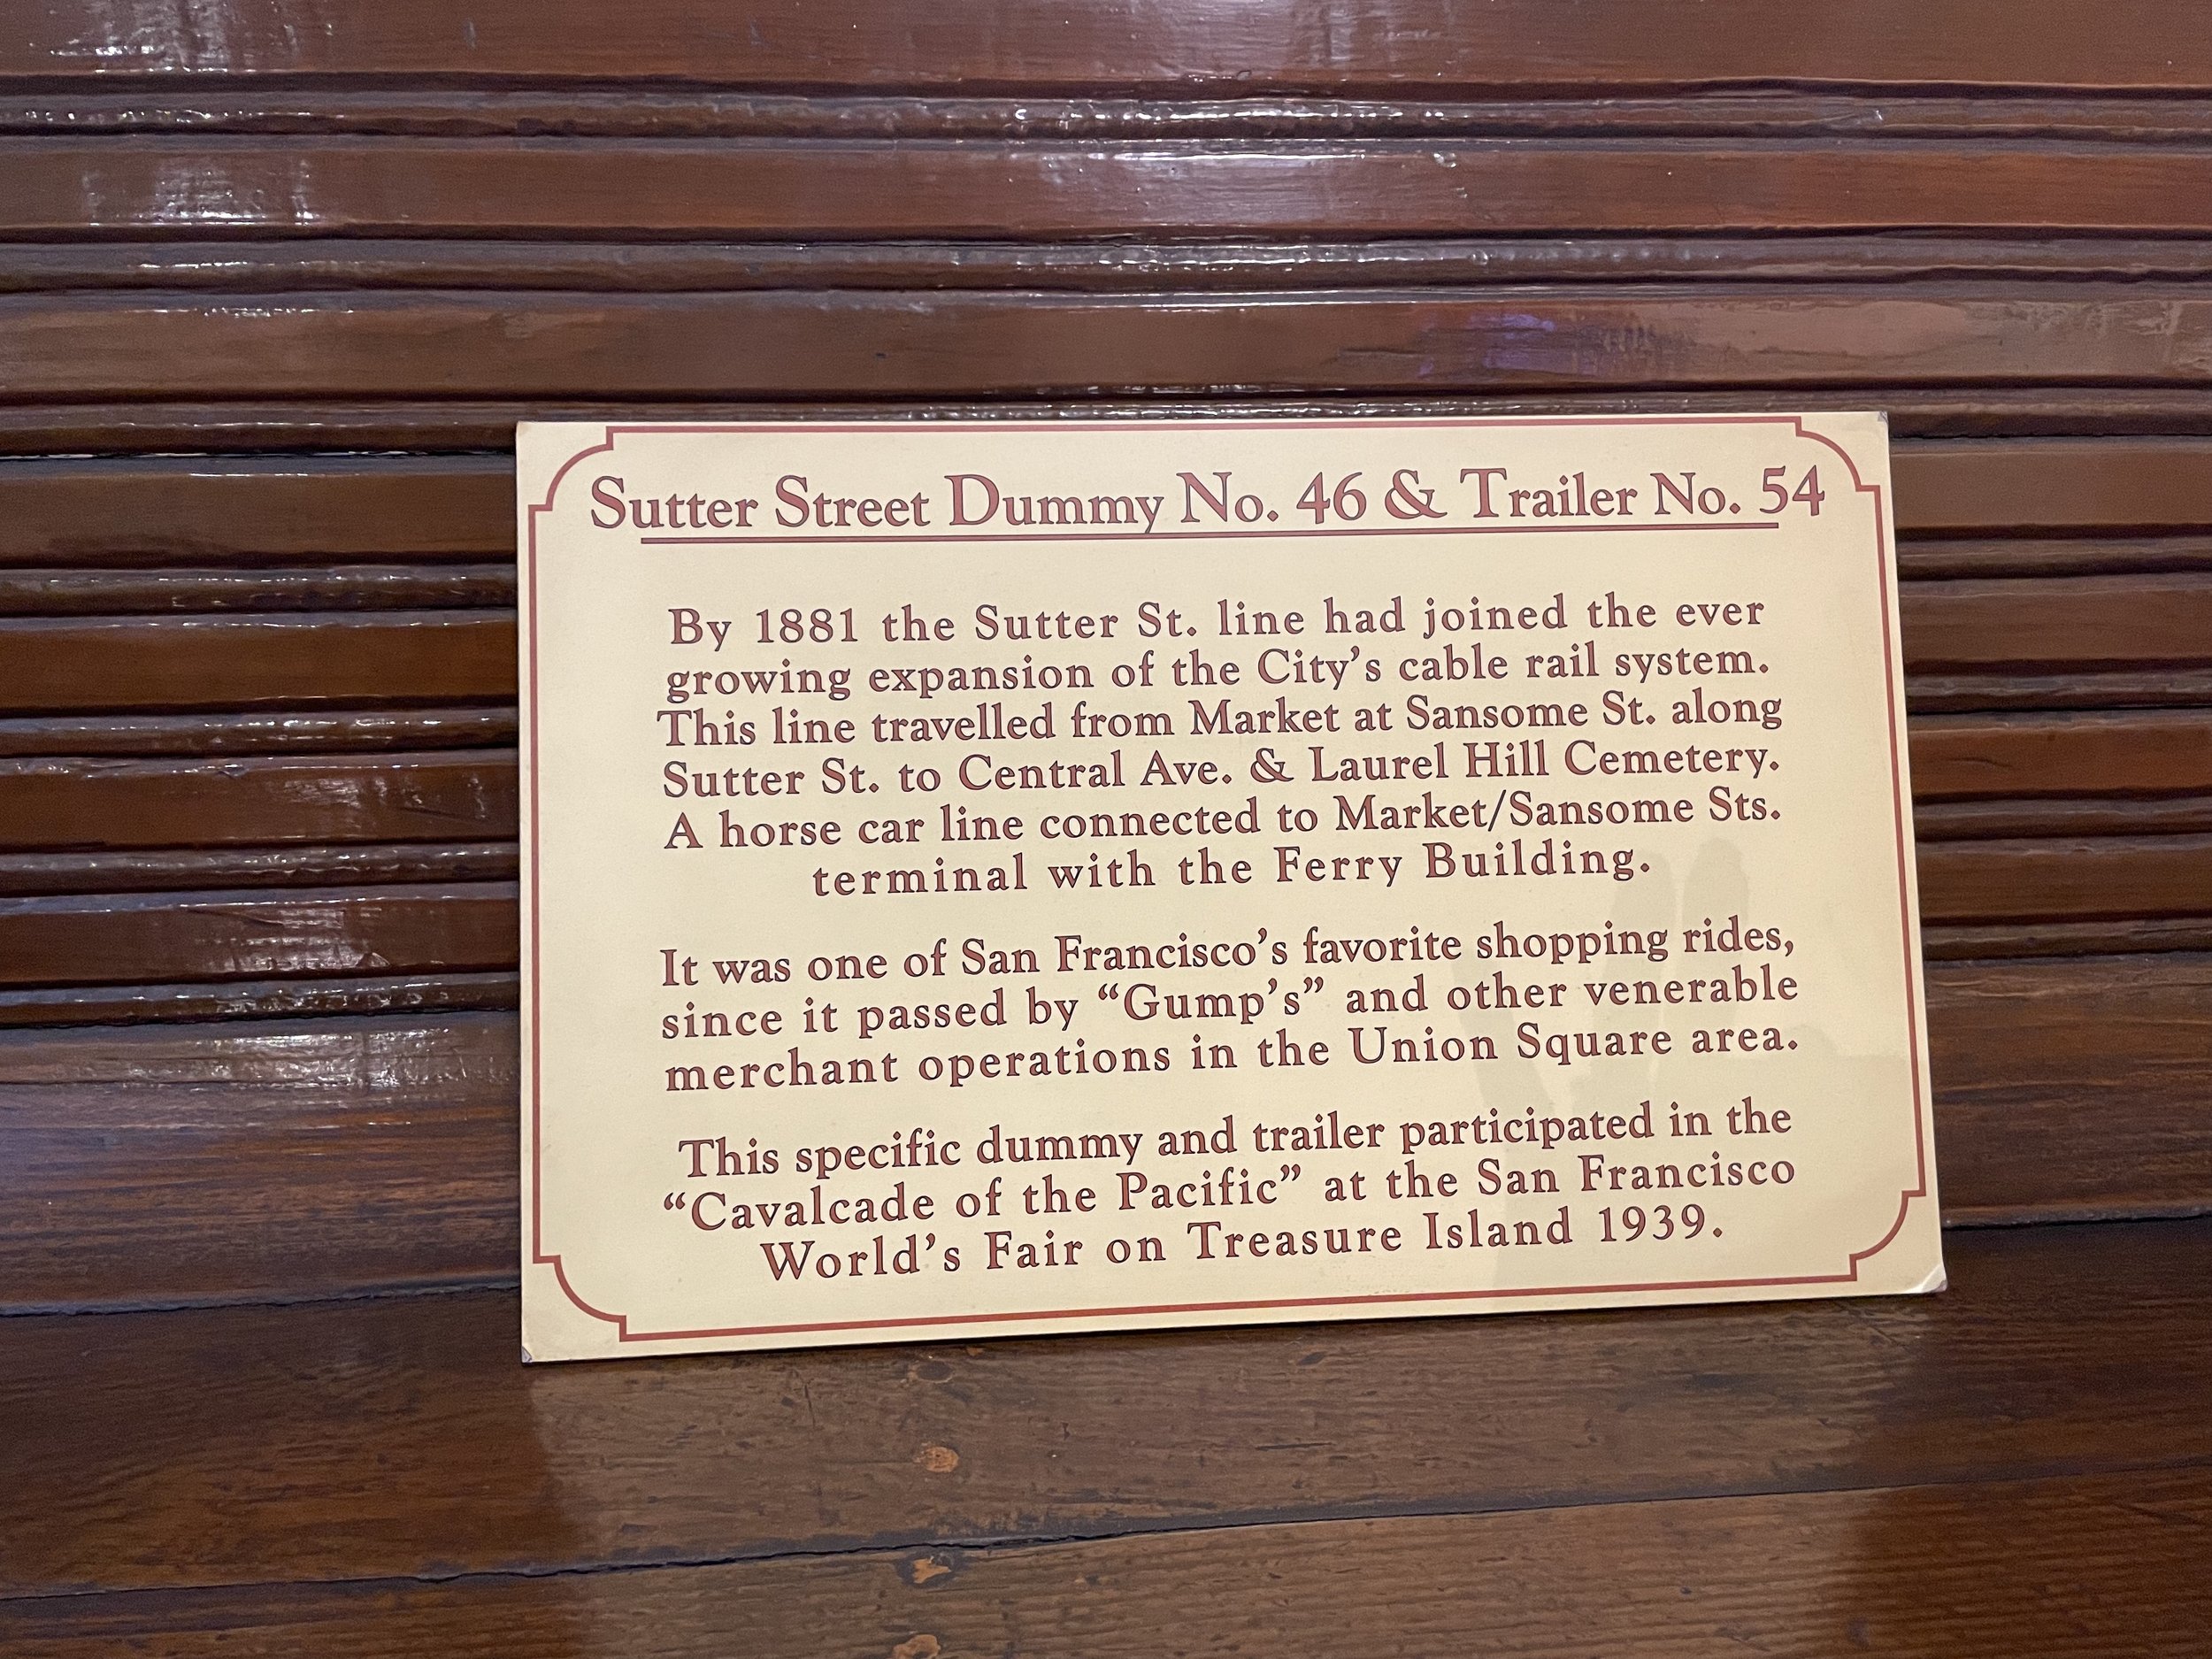 Sutter Street Dummy No. 46 & Trailer No. 54
By 1881 the Sutter St. line had joined the ever
growing expansion of the City’s cable rail system.
This line travelled from Market at Sansome St. along
Sutter St. to Central Ave. & Laurel Hill Cemetery.
A horse car line connected to Market/Sansome Sts.
terminal with the Ferry Building.
It was one of San Francisco’s favorite shopping rides,
since it passed by “Gump’s” and other venerable
merchant operations in the Union Square area.
This specific dummy and trailer participated in the
“Cavalcade of the Pacific” at the San Francisco
World’s Fair on Treasure Island 1939.